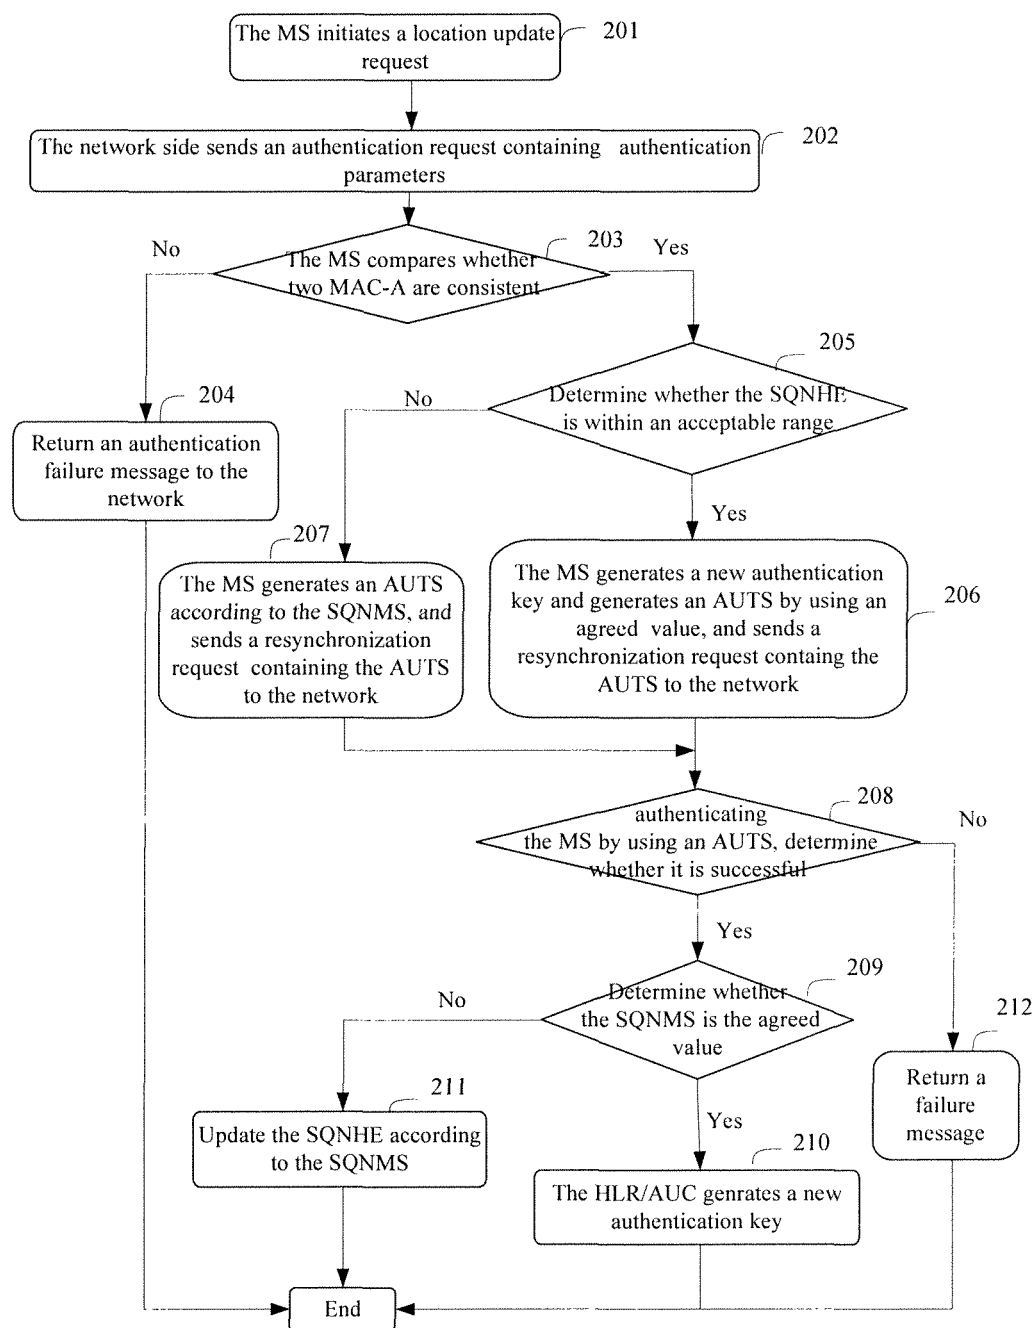 The MS initiates a location update
request
201
The network side sends an authentication request containing authentication
parameters
202
The MS compares whether
two MAC-A are consistent
203
No
Yes
Determine whether the SQNHE
is within an acceptable range
205
No
Yes
Return an authentication
failure message to the
network
204
The MS generates an AUTS
according to the SQNMS, and
sends a resynchronization
request containing the AUTS
to the network
207
The MS generates a new authentication
key and generates an AUTS by using an
agreed value, and sends a
resynchronization request containg the
AUTS to the network
206
authenticating
the MS by using an AUTS, determine
whether it is successful
208
No
Yes
Determine whether
the SQNMS is the agreed
value
209
No
Yes
Return a
failure
message
212
Update the SQNHE according
to the SQNMS
211
The HLR/AUC genrates a new
authentication key
210
End